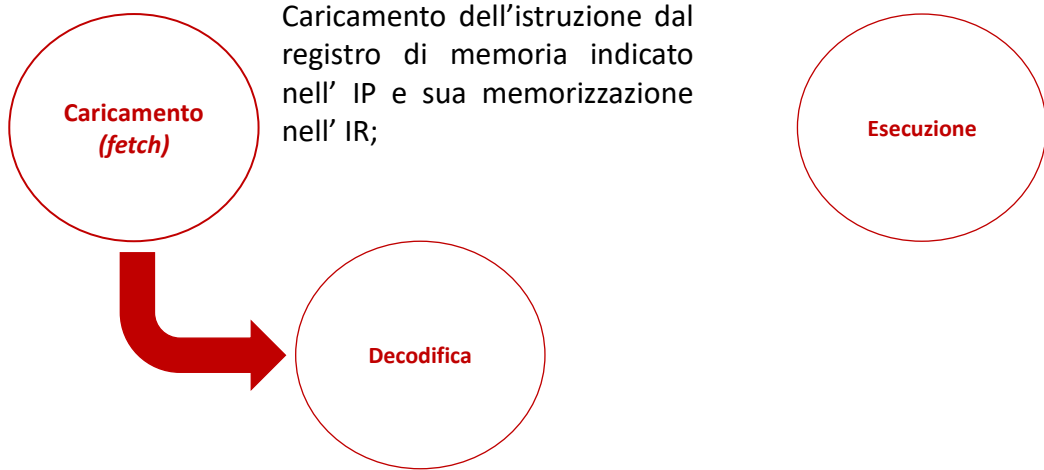 Caricamento
(fetch)
Caricamento dell’istruzione dal
registro di memoria indicato
nell’ IP e sua memorizzazione
nell’ IR;
Esecuzione
Decodifica